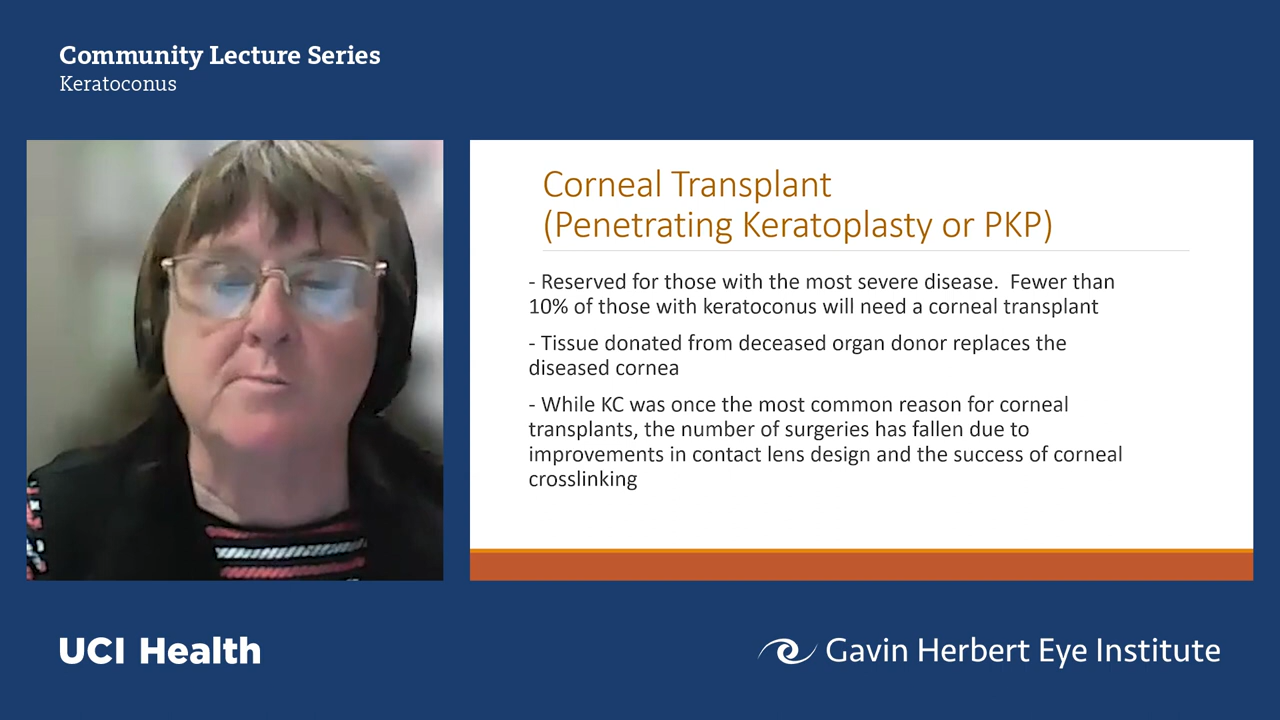 Community Lecture Series
Keratoconus
Corneal Transplant
(Penetrating Keratoplasty or PKP)
- Reserved for those with the most severe disease.  Fewer than
10% of those with keratoconus will need a corneal transplant
- Tissue donated from deceased organ donor replaces the
diseased cornea
- While KC was once the most common reason for corneal
transplants, the number of surgeries has fallen due to
improvements in contact lens design and the success of corneal
crosslinking
UCI Health
Gavin Herbert Eye Institute